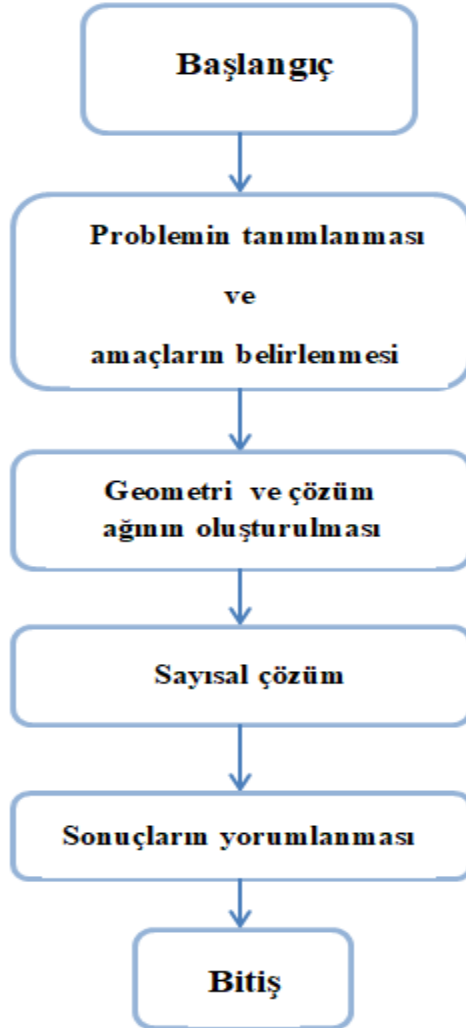 Başlangıç
Problemin tanımlanması
ve
amaçların belirlenmesi
Geometri ve çözüm
ağının oluşturulması
Sayısal çözüm
Sonuçların yorumlanması
Bitiş